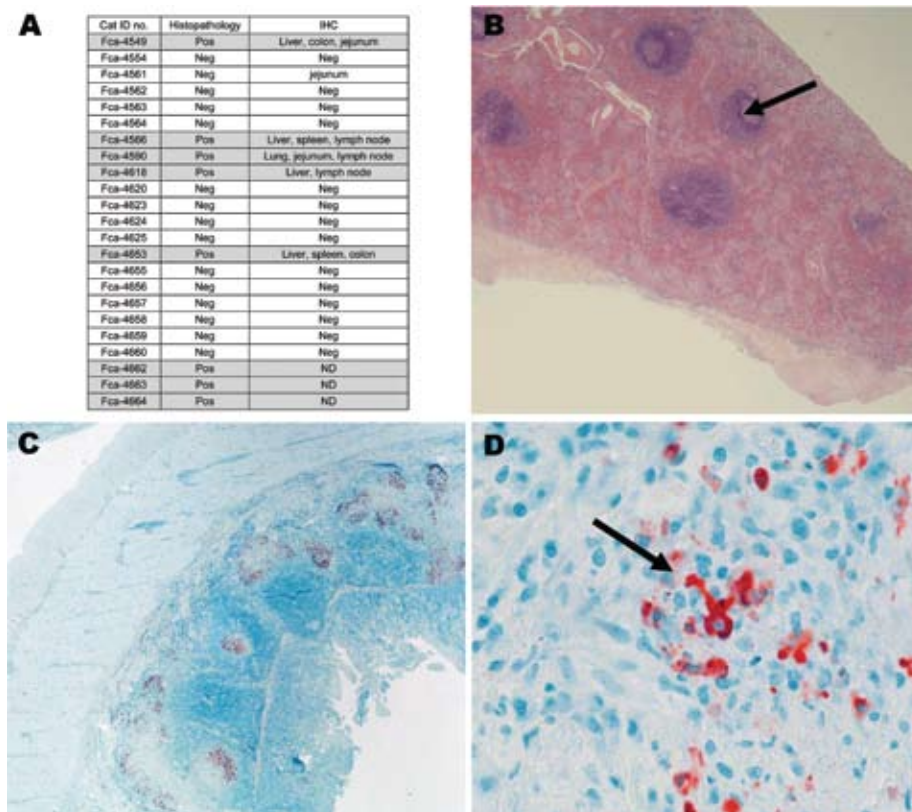 A
Cat ID no. Histopathology IHC
Fca-4549 Pos Liver, colon, jejunum
Fca-4554 Neg Neg
Fca-4561 Neg jejunum
Fca-4562 Neg Neg
Fca-4563 Neg Neg
Fca-4564 Neg Neg
Fca-4566 Pos Liver, spleen, lymph node
Fca-4590 Pos Lung, jejunum, lymph node
Fca-4618 Pos Liver, lymph node
Fca-4620 Neg Neg
Fca-4623 Neg Neg
Fca-4624 Neg Neg
Fca-4625 Neg Neg
Fca-4653 Pos Liver, spleen, colon
Fca-4655 Neg Neg
Fca-4656 Neg Neg
Fca-4657 Neg Neg
Fca-4658 Neg Neg
Fca-4659 Neg Neg
Fca-4660 Neg Neg
Fca-4662 Pos ND
Fca-4663 Pos ND
Fca-4664 Pos ND
B
C
D